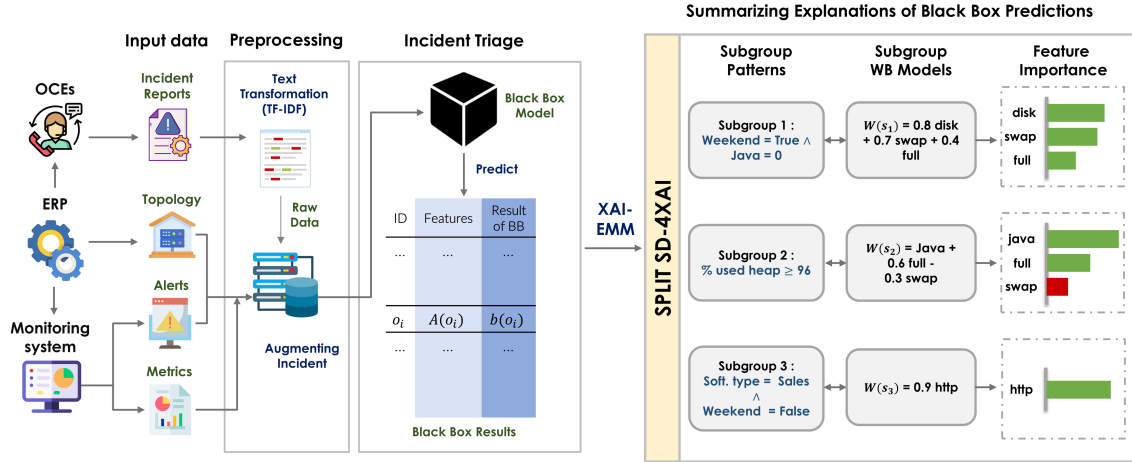 Summarizing Explanations of Black Box Predictions
Input data
Preprocessing
Incident Triage
OCEs
ERP
Monitoring
system
Incident
Reports
Topology
Alerts
Metrics
Text
Transformation
(TF-IDF)
Raw
Data
Augmenting
Incident
Black Box
Model
Predict
ID
Features
Result
of BB
...
...
...
oᵢ
A(oᵢ)
b(oᵢ)
...
...
...
Black Box Results
XAI-
EMM
SPLIT SD-4XAI
Subgroup
Patterns
Subgroup
WB Models
Feature
Importance
Subgroup 1 :
Weekend = True ∧
Java = 0
W(s₁) = 0.8 disk
+ 0.7 swap + 0.4
full
disk
swap
full
Subgroup 2 :
% used heap ≥ 96
W(s₂) = Java +
0.6 full -
0.3 swap
java
full
swap
Subgroup 3 :
Soft. type = Sales
∧
Weekend = False
W(s₃) = 0.9 http
http